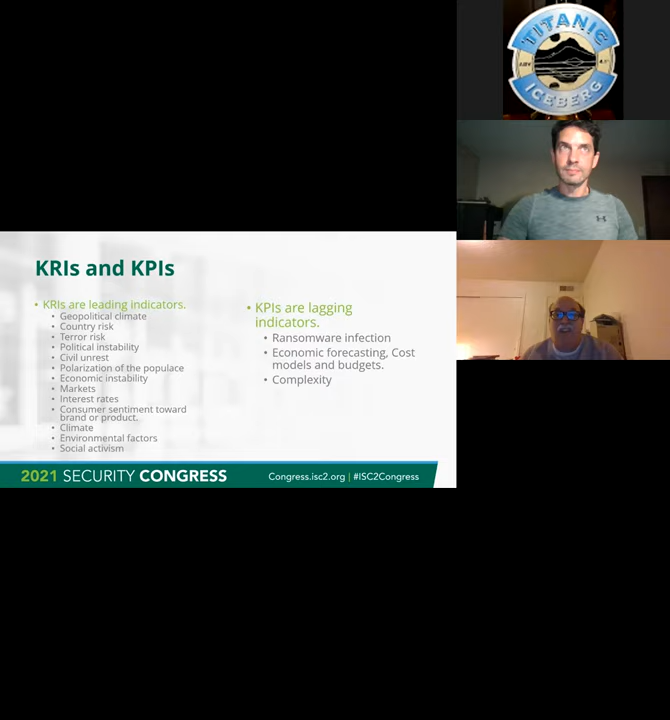 TITANIC
ICEBERG
KRIs and KPIs
• KRIs are leading indicators.
• Geopolitical climate
• Country risk
• Terror risk
• Political instability
• Civil unrest
• Polarization of the populace
• Economic instability
• Markets
• Interest rates
• Consumer sentiment toward
brand or product.
• Climate
• Environmental factors
• Social activism
• KPIs are lagging
indicators.
• Ransomware infection
• Economic forecasting, Cost
models and budgets.
• Complexity
2021 SECURITY CONGRESS
Congress.isc2.org | #ISC2Congress